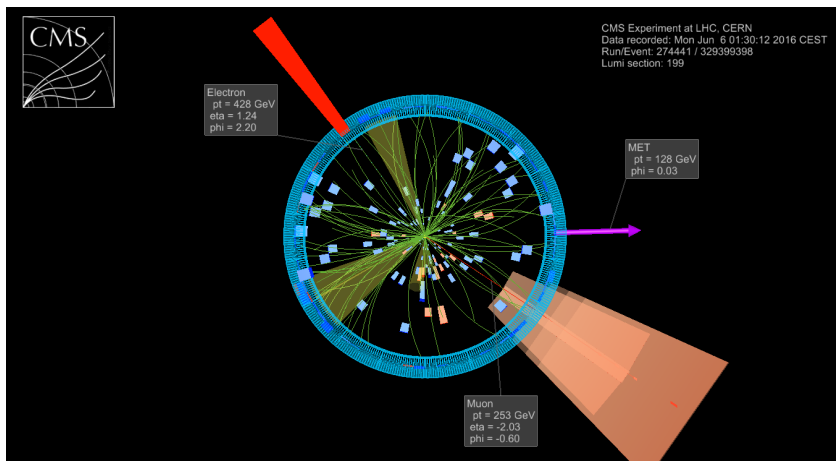 CMS
CMS Experiment at LHC, CERN
Data recorded: Mon Jun 6 01:30:12 2016 CEST
Run/Event: 274441 / 329399398
Lumi section: 199
Electron
pt = 428 GeV
eta = 1.24
phi = 2.20
MET
pt = 128 GeV
phi = 0.03
Muon
pt = 253 GeV
eta = -2.03
phi = -0.60